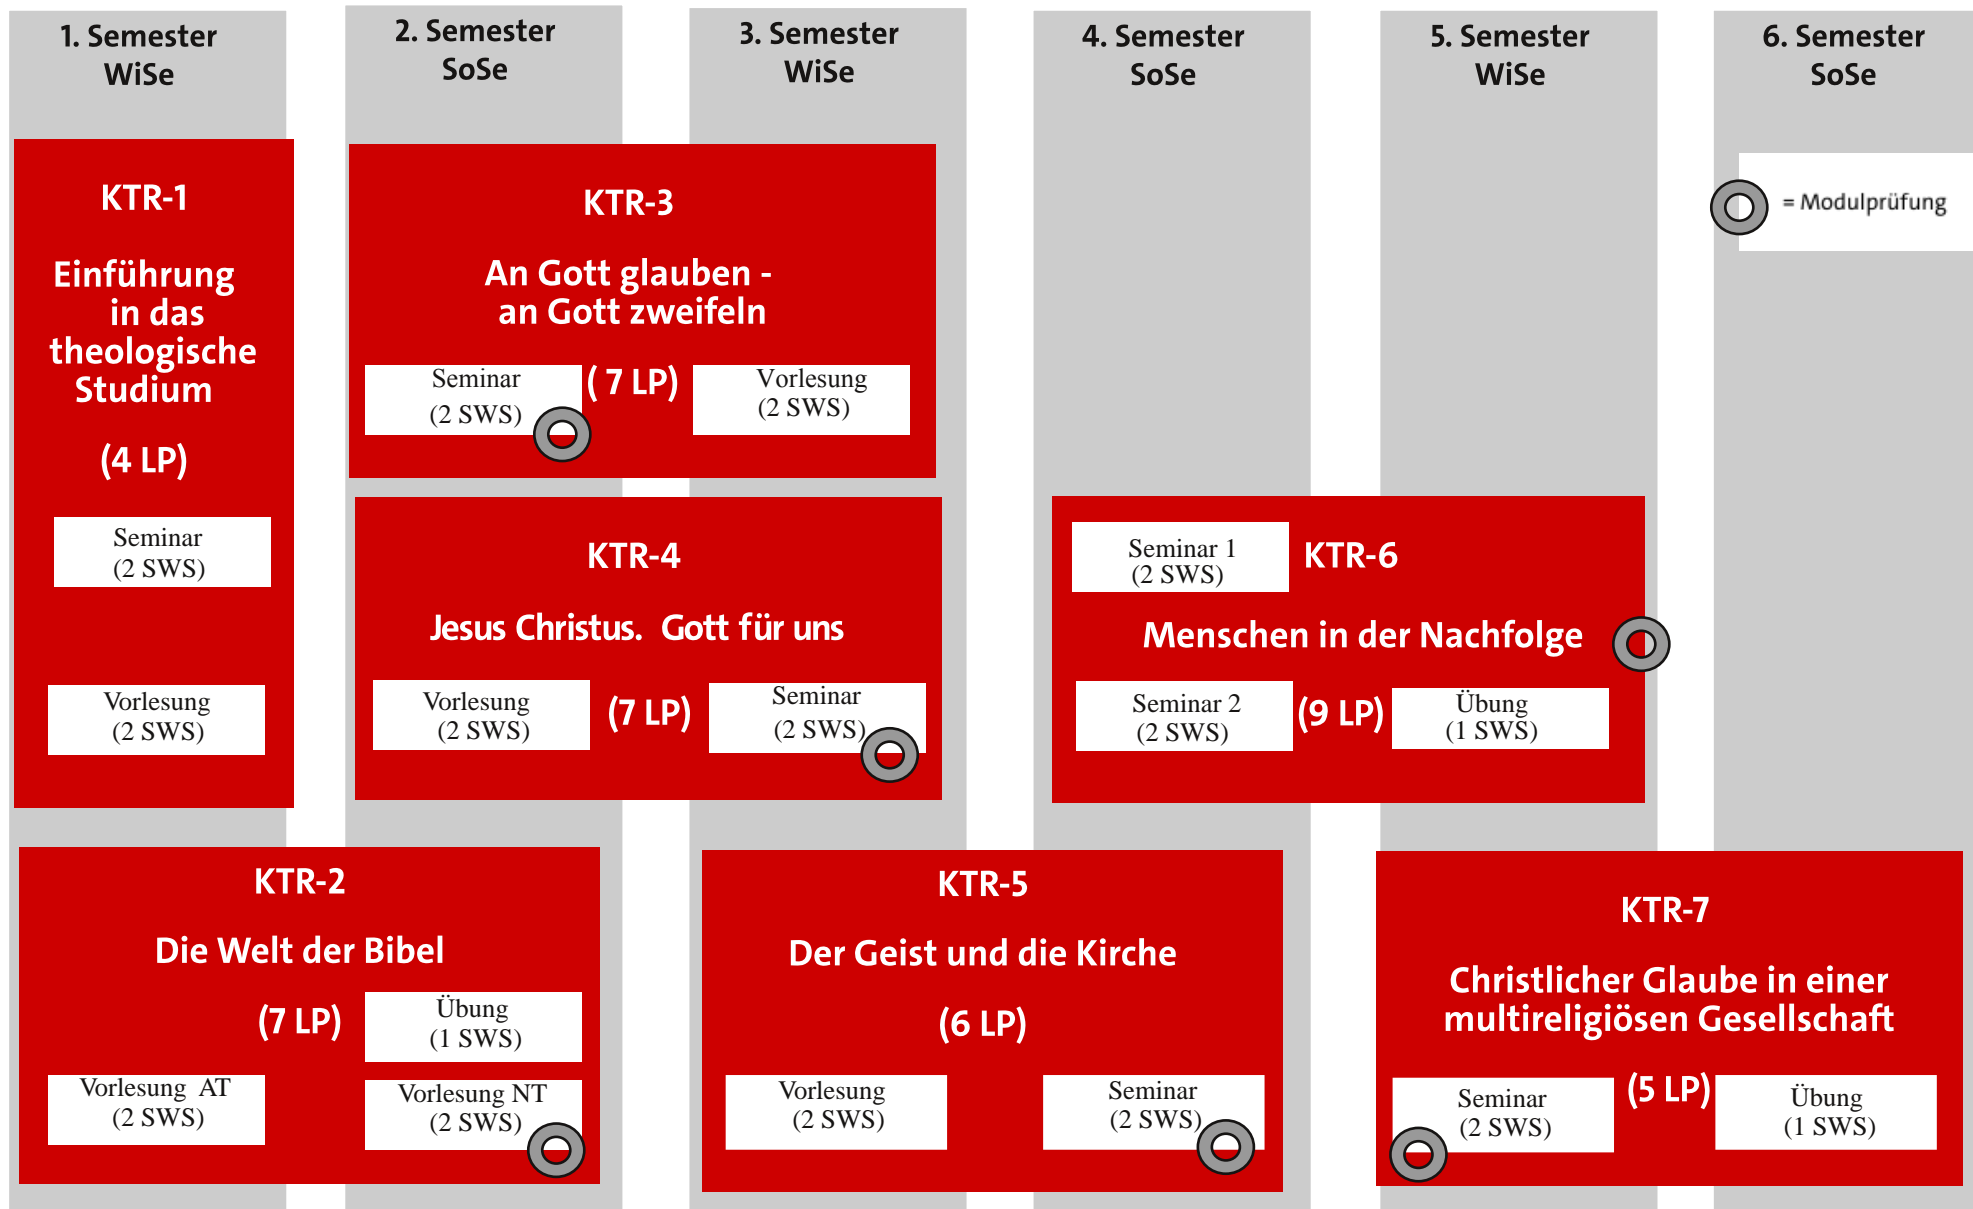 1. Semester
WiSe
2. Semester
SoSe
3. Semester
WiSe
4. Semester
SoSe
5. Semester
WiSe
6. Semester
SoSe
= Modulprüfung
KTR-1
Einführung
in das
theologische
Studium
(4 LP)
Seminar
(2 SWS)
Vorlesung
(2 SWS)
KTR-3
An Gott glauben -
an Gott zweifeln
( 7 LP)
Seminar
(2 SWS)
Vorlesung
(2 SWS)
KTR-4
Jesus Christus.  Gott für uns
(7 LP)
Vorlesung
(2 SWS)
Seminar
(2 SWS)
Seminar 1
(2 SWS)
KTR-6
Menschen in der Nachfolge
Seminar 2
(2 SWS)
(9 LP)
Übung
(1 SWS)
KTR-2
Die Welt der Bibel
(7 LP)
Übung
(1 SWS)
Vorlesung  AT
(2 SWS)
Vorlesung NT
(2 SWS)
KTR-5
Der Geist und die Kirche
(6 LP)
Vorlesung
(2 SWS)
Seminar
(2 SWS)
KTR-7
Christlicher Glaube in einer
multireligiösen Gesellschaft
(5 LP)
Seminar
(2 SWS)
Übung
(1 SWS)